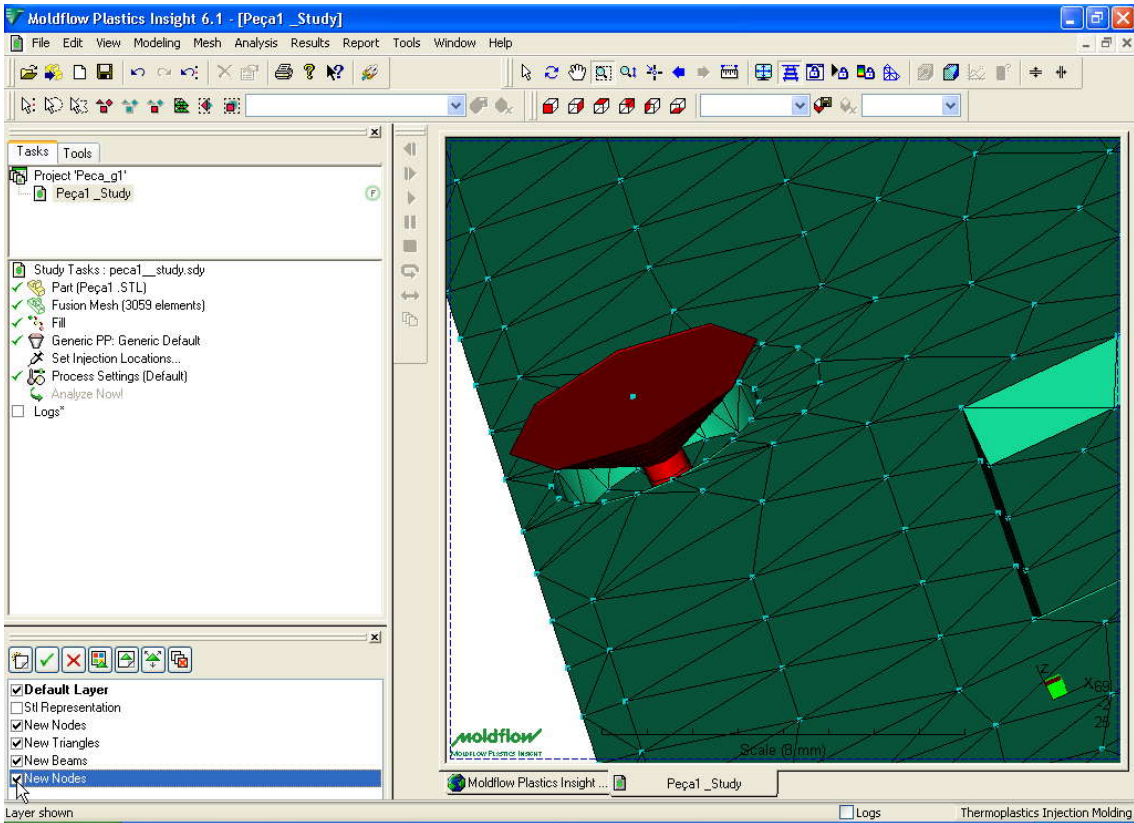 Moldflow Plastics Insight 6.1 - [Peça1 _Study]
File Edit View Modeling Mesh Analysis Results Report Tools Window Help
Tasks Tools
Project 'Peca_g1'
Peça1 _Study
F
Study Tasks : peca1__study.sdy
Part (Peça1 .STL)
Fusion Mesh (3059 elements)
Fill
Generic PP: Generic Default
Set Injection Locations...
Process Settings (Default)
Analyze Now!
Logs*
Default Layer
Stl Representation
New Nodes
New Triangles
New Beams
New Nodes
Z
X
69
-2
25
moldflow
MOLDFLOW PLASTICS INSIGHT
Scale (8 mm)
Moldflow Plastics Insight ... Peça1 _Study
Layer shown Logs Thermoplastics Injection Molding